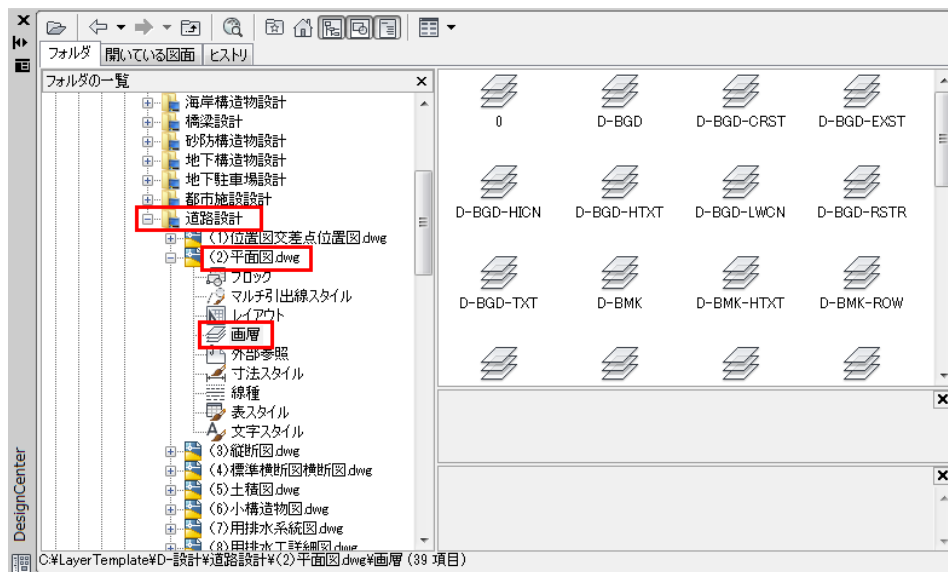 フォルダ 開いている図面 ヒストリ
フォルダの一覧
海岸構造物設計
橋梁設計
砂防構造物設計
地下構造物設計
地下駐車場設計
都市施設設計
道路設計
(1)位置図交差点位置図.dwg
(2)平面図.dwg
ブロック
マルチ引出線スタイル
レイアウト
画層
外部参照
寸法スタイル
線種
表スタイル
文字スタイル
(3)縦断図.dwg
(4)標準横断図横断図.dwg
(5)土積図.dwg
(6)小構造物図.dwg
(7)用排水系統図.dwg
(8)用排水工詳細図.dwg
0 D-BGD D-BGD-CRST D-BGD-EXST
D-BGD-HICN D-BGD-HTXT D-BGD-LWCN D-BGD-RSTR
D-BGD-TXT D-BMK D-BMK-HTXT D-BMK-ROW
DesignCenter
C:¥LayerTemplate¥D-設計¥道路設計¥(2)平面図.dwg¥画層 (39 項目)